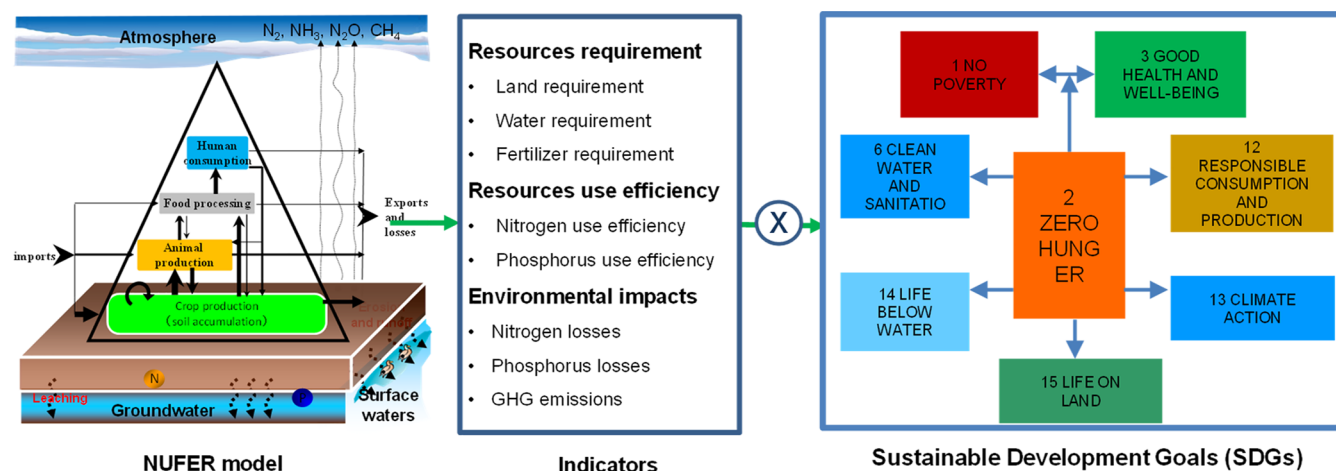 Atmosphere
N₂, NH₃, N₂O, CH₄
Human
consumption
Food processing
Exports
and
losses
imports
Animal
production
Crop production
(soil accumulation)
Erosion
and runoff
N
P
Leaching
Groundwater
Surface
waters
NUFER model
Resources requirement
• Land requirement
• Water requirement
• Fertilizer requirement
Resources use efficiency
• Nitrogen use efficiency
• Phosphorus use efficiency
Environmental impacts
• Nitrogen losses
• Phosphorus losses
• GHG emissions
Indicators
X
1 NO
POVERTY
3 GOOD
HEALTH AND
WELL-BEING
6 CLEAN
WATER
AND
SANITATIO
12
RESPONSIBLE
CONSUMPTION
AND
PRODUCTION
2
ZERO
HUNG
ER
14 LIFE
BELOW
WATER
13 CLIMATE
ACTION
15 LIFE ON
LAND
Sustainable Development Goals (SDGs)